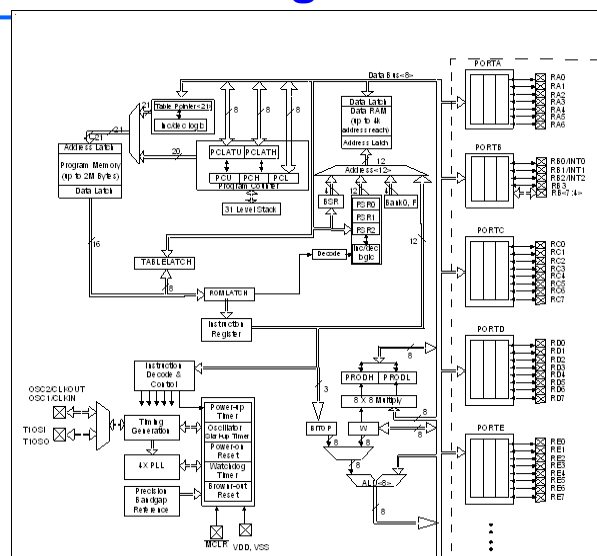 Data Bus<8>
PORTA
RA0
RA1
RA2
RA3
RA4
RA5
RA6
21
Table Pointer<21>
inc/dec logic
21
8
8
8
Data Latch
Data RAM
(up to 4k
address reach)
Address Latch
21
20
Address Latch
Program Memory
(up to 2M Bytes)
Data Latch
PCLATU
PCLATH
PCU
PCH
PCL
Program Counter
31 Level Stack
12
Address<12>
4
12
4
BSR
FSR0
FSR1
FSR2
Bank0, F
inc/dec
logic
Decode
12
PORTB
RB0/INT0
RB1/INT1
RB2/INT2
RB3
RB<7:4>
16
TABLELATCH
8
ROMLATCH
Instruction
Register
PORTC
RC0
RC1
RC2
RC3
RC4
RC5
RC6
RC7
Instruction
Decode &
Control
OSC2/CLKOUT
OSC1/CLKIN
T1OSI
T1OSO
Timing
Generation
4X PLL
Precision
Bandgap
Reference
Power-up
Timer
Oscillator
Start-up Timer
Power-on
Reset
Watchdog
Timer
Brown-out
Reset
MCLR
VDD, VSS
8
PRODH
PRODL
8 X 8 Multiply
3
8
BITOP
W
8
8
8
8
8
ALU<8>
8
PORTD
RD0
RD1
RD2
RD3
RD4
RD5
RD6
RD7
PORTE
RE0
RE1
RE2
RE3
RE4
RE5
RE6
RE7